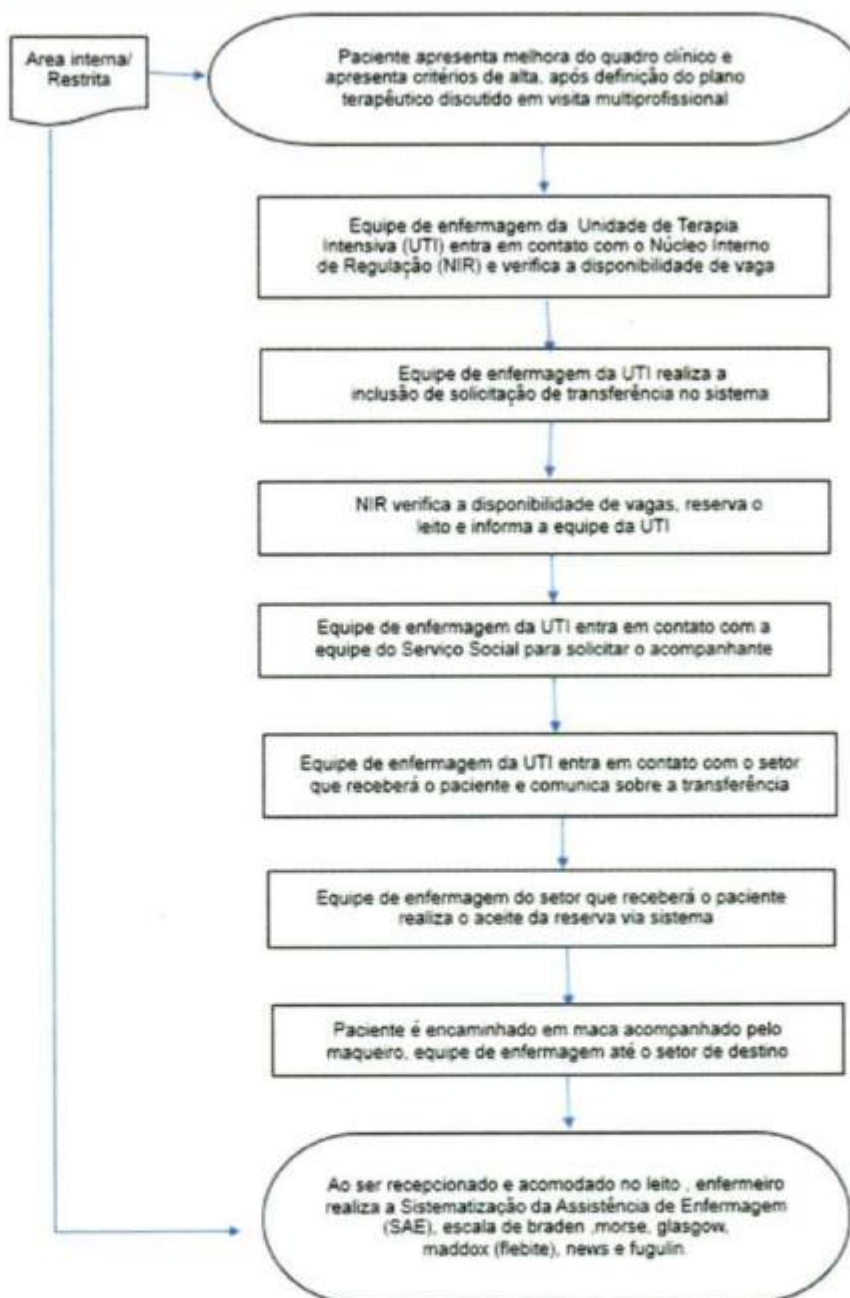 Area interna/
Restrita
Paciente apresenta melhora do quadro clínico e
apresenta critérios de alta, após definição do plano
terapêutico discutido em visita multiprofissional
Equipe de enfermagem da Unidade de Terapia
Intensiva (UTI) entra em contato com o Núcleo Interno
de Regulação (NIR) e verifica a disponibilidade de vaga
Equipe de enfermagem da UTI realiza a
inclusão de solicitação de transferência no sistema
NIR verifica a disponibilidade de vagas, reserva o
leito e informa a equipe da UTI
Equipe de enfermagem da UTI entra em contato com a
equipe do Serviço Social para solicitar o acompanhante
Equipe de enfermagem da UTI entra em contato com o setor
que receberá o paciente e comunica sobre a transferência
Equipe de enfermagem do setor que receberá o paciente
realiza o aceite da reserva via sistema
Paciente é encaminhado em maca acompanhado pelo
maqueiro, equipe de enfermagem até o setor de destino
Ao ser recepcionado e acomodado no leito , enfermeiro
realiza a Sistematização da Assistência de Enfermagem
(SAE), escala de braden ,morse, glasgow,
maddox (flebite), news e fugulin.